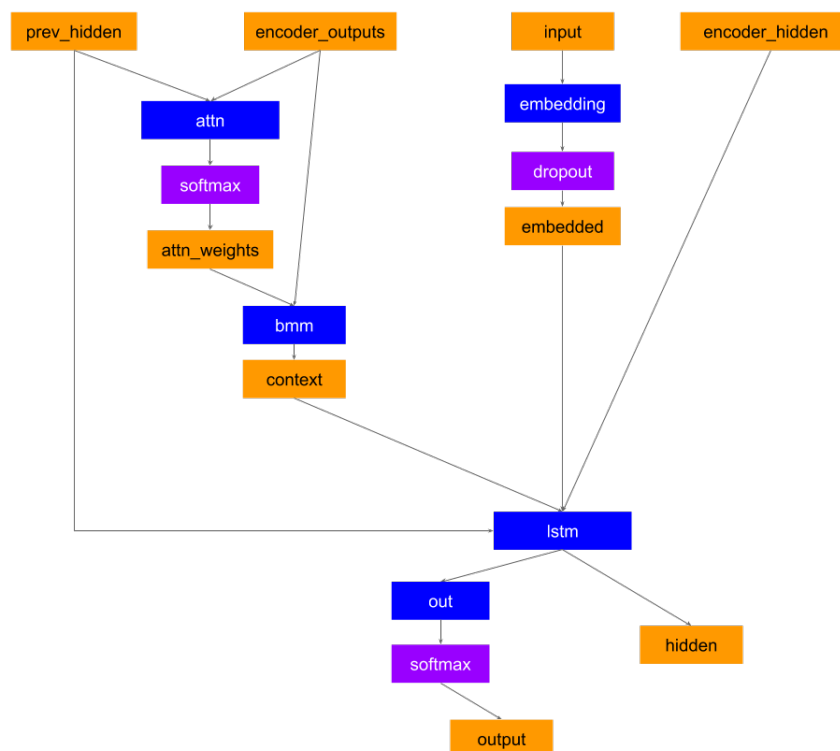 prev_hidden
encoder_outputs
input
encoder_hidden
attn
embedding
softmax
dropout
attn_weights
embedded
bmm
context
lstm
out
hidden
softmax
output